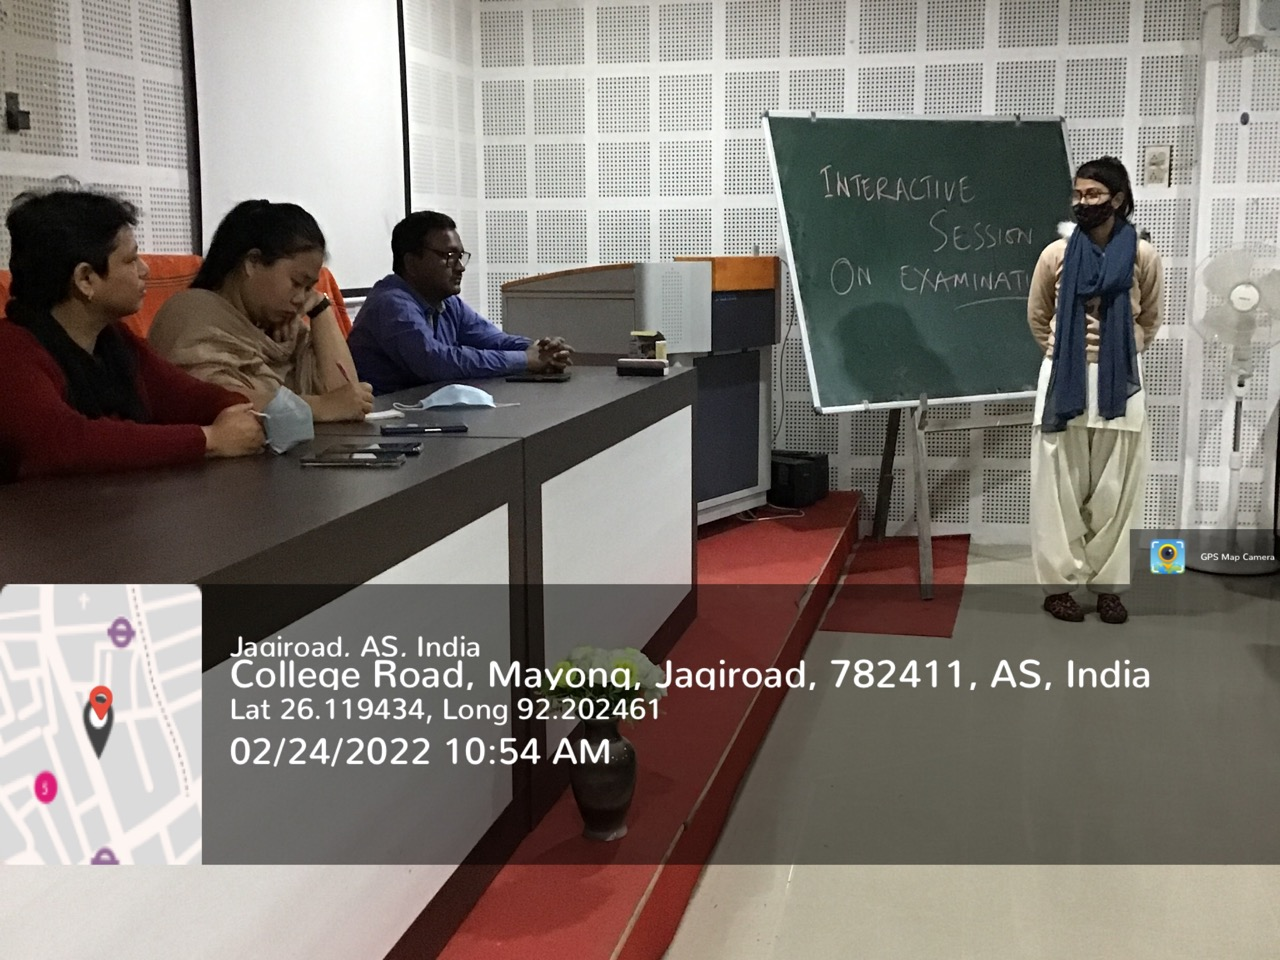 INTERACTIVE
SESSION
ON EXAMINATI
GPS Map Camera
Jagiroad, AS, India
College Road, Mayong, Jagiroad, 782411, AS, India
Lat 26.119434, Long 92.202461
02/24/2022 10:54 AM